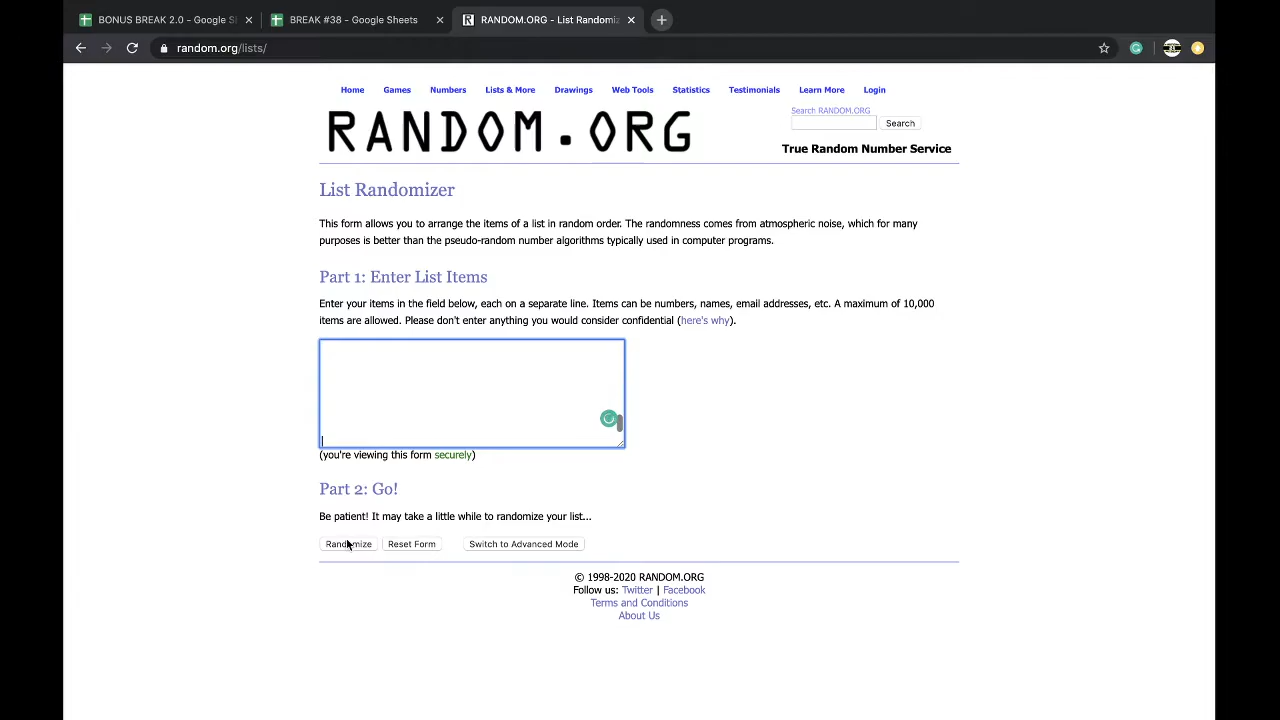 BONUS BREAK 2.0 - Google S
BREAK #38 - Google Sheets
RANDOM.ORG - List Randomiz
random.org/lists/
Home Games Numbers Lists & More Drawings Web Tools Statistics Testimonials Learn More Login
RANDOM.ORG
Search RANDOM.ORG
Search
True Random Number Service
List Randomizer
This form allows you to arrange the items of a list in random order. The randomness comes from atmospheric noise, which for many
purposes is better than the pseudo-random number algorithms typically used in computer programs.
Part 1: Enter List Items
Enter your items in the field below, each on a separate line. Items can be numbers, names, email addresses, etc. A maximum of 10,000
items are allowed. Please don't enter anything you would consider confidential (here's why).
(you're viewing this form securely)
Part 2: Go!
Be patient! It may take a little while to randomize your list...
Randomize Reset Form Switch to Advanced Mode
© 1998-2020 RANDOM.ORG
Follow us: Twitter | Facebook
Terms and Conditions
About Us